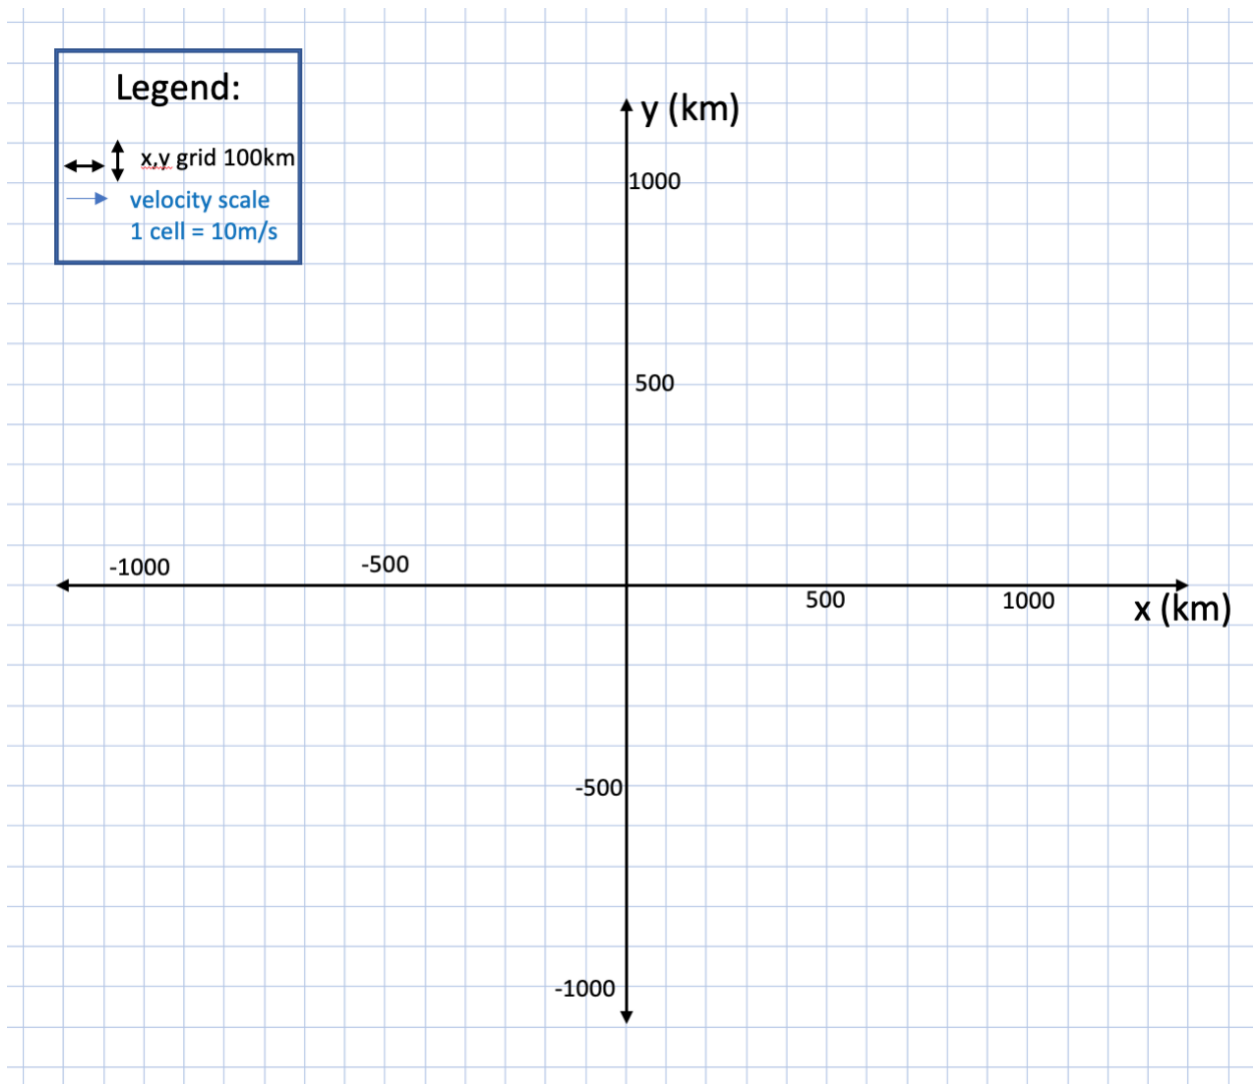 Legend:
x,y grid 100km
velocity scale
1 cell = 10m/s
y (km)
1000
500
-1000
-500
500
1000
x (km)
-500
-1000